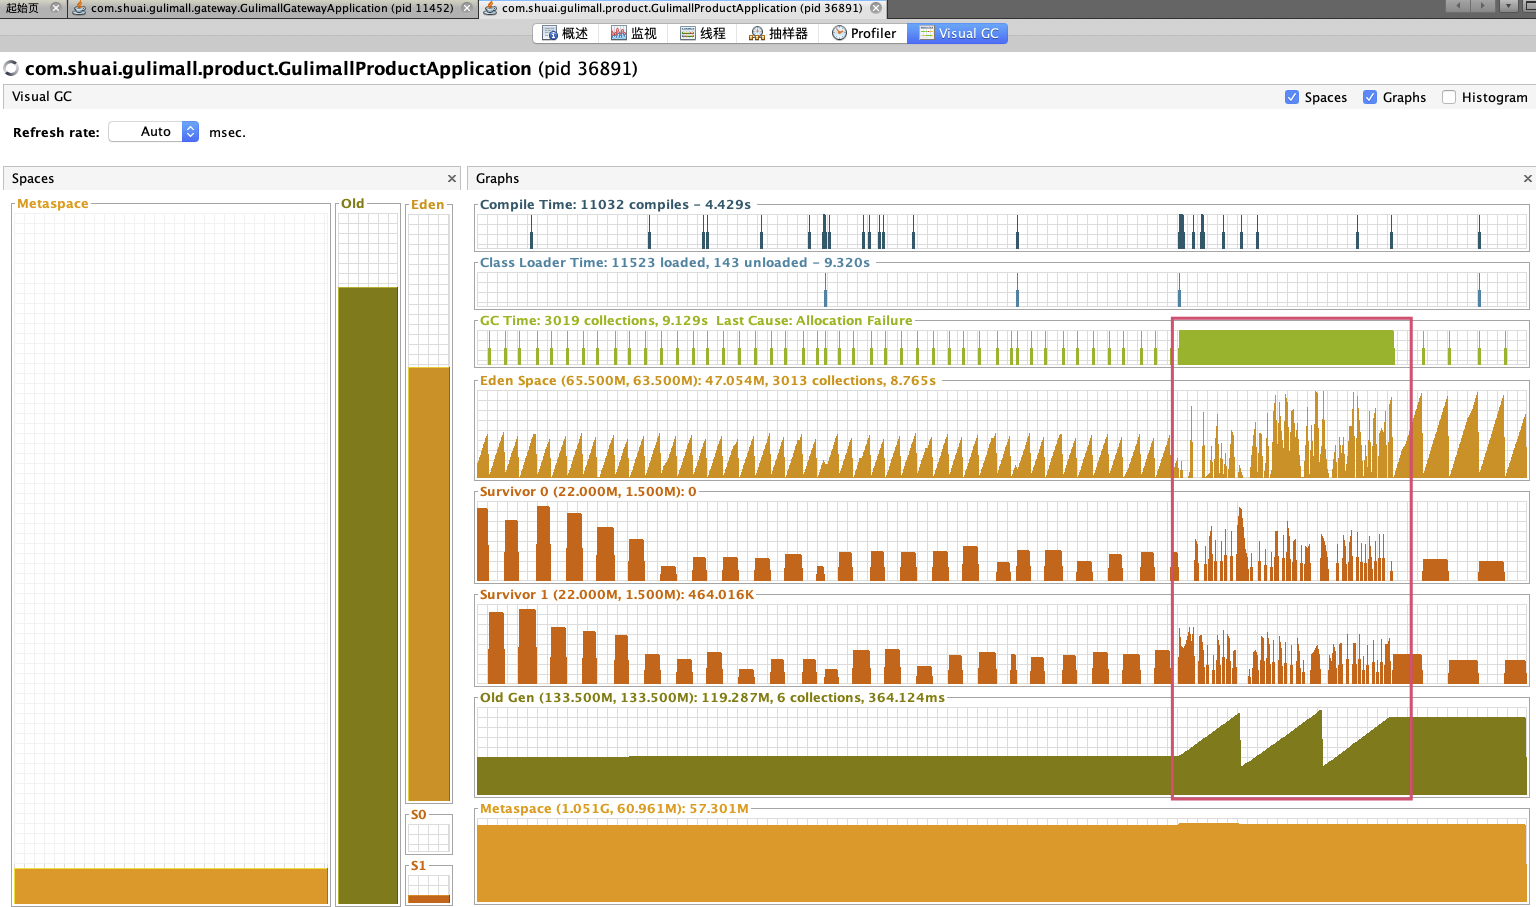 起始页
com.shuai.gulimall.gateway.GulimallGatewayApplication (pid 11452)
com.shuai.gulimall.product.GulimallProductApplication (pid 36891)
概述
监视
线程
抽样器
Profiler
Visual GC
com.shuai.gulimall.product.GulimallProductApplication (pid 36891)
Visual GC
Spaces
Graphs
Histogram
Refresh rate: Auto msec.
Spaces
Metaspace
Old
Eden
S0
S1
Graphs
Compile Time: 11032 compiles - 4.429s
Class Loader Time: 11523 loaded, 143 unloaded - 9.320s
GC Time: 3019 collections, 9.129s Last Cause: Allocation Failure
Eden Space (65.500M, 63.500M): 47.054M, 3013 collections, 8.765s
Survivor 0 (22.000M, 1.500M): 0
Survivor 1 (22.000M, 1.500M): 464.016K
Old Gen (133.500M, 133.500M): 119.287M, 6 collections, 364.124ms
Metaspace (1.051G, 60.961M): 57.301M